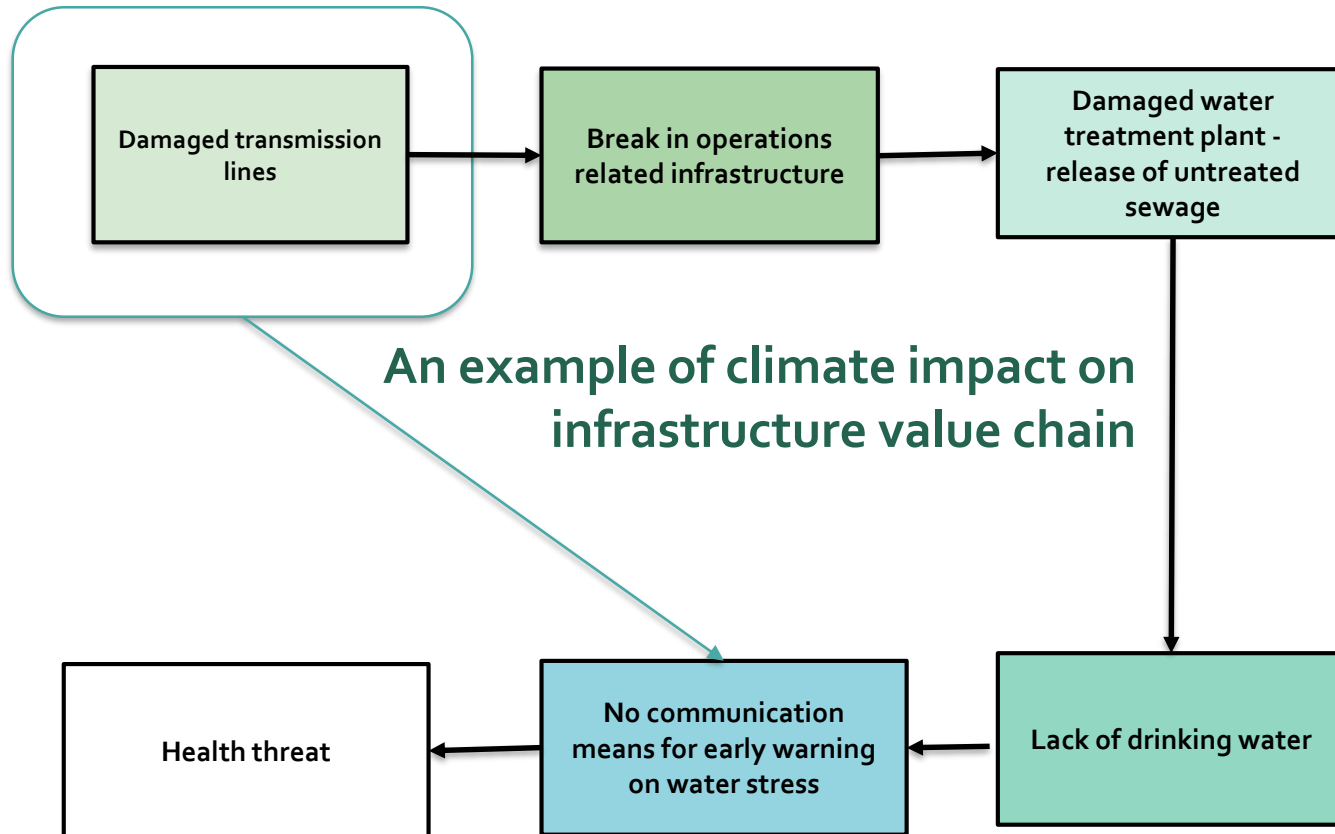 Damaged transmission
lines
Break in operations
related infrastructure
Damaged water
treatment plant -
release of untreated
sewage
An example of climate impact on
infrastructure value chain
Health threat
No communication
means for early warning
on water stress
Lack of drinking water